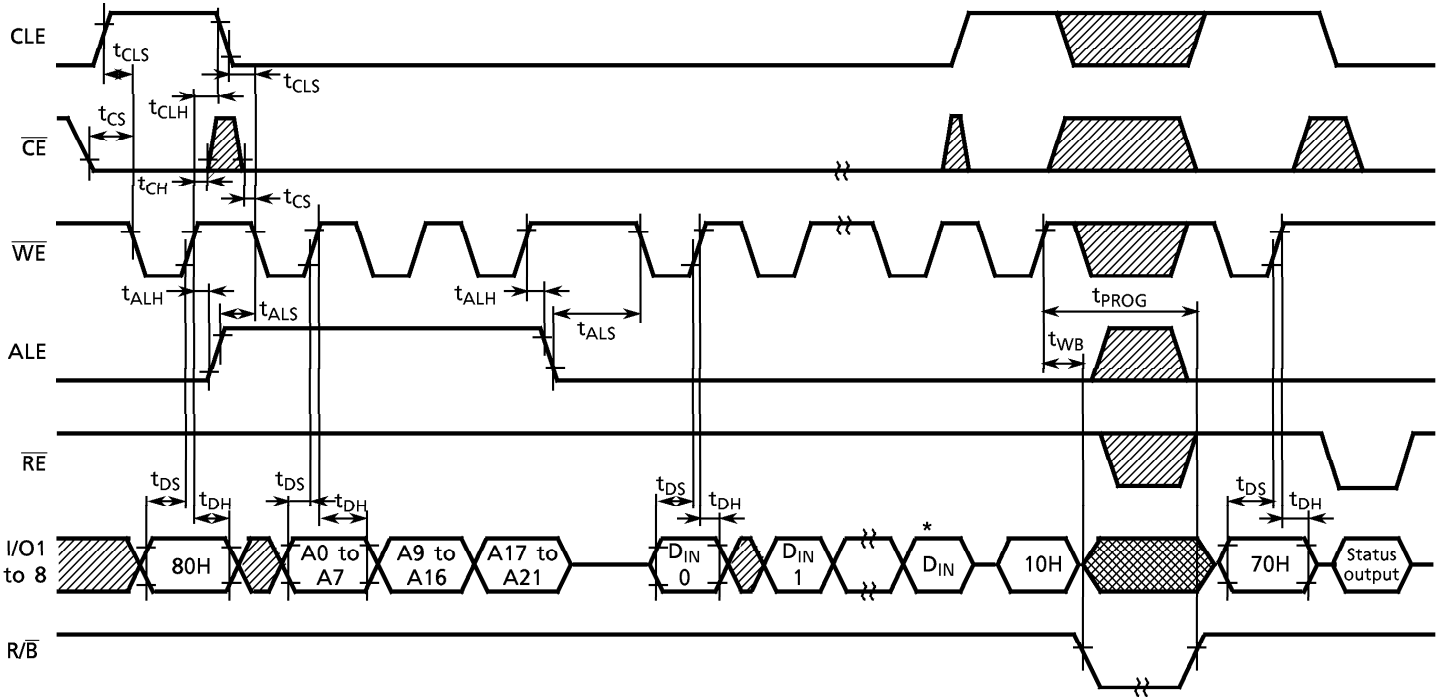 CLE
tCLS
tCLS
tCLH
tCS
CE
tCH
tCS
WE
tALH
tALS
tALH
tALS
tPROG
tWB
ALE
RE
tDS
tDH
tDS
tDH
tDS
tDH
tDS
tDH
I/O1
to 8
80H
A0 to
A7
A9 to
A16
A17 to
A21
DIN
0
DIN
1
*
DIN
10H
70H
Status
output
R/B